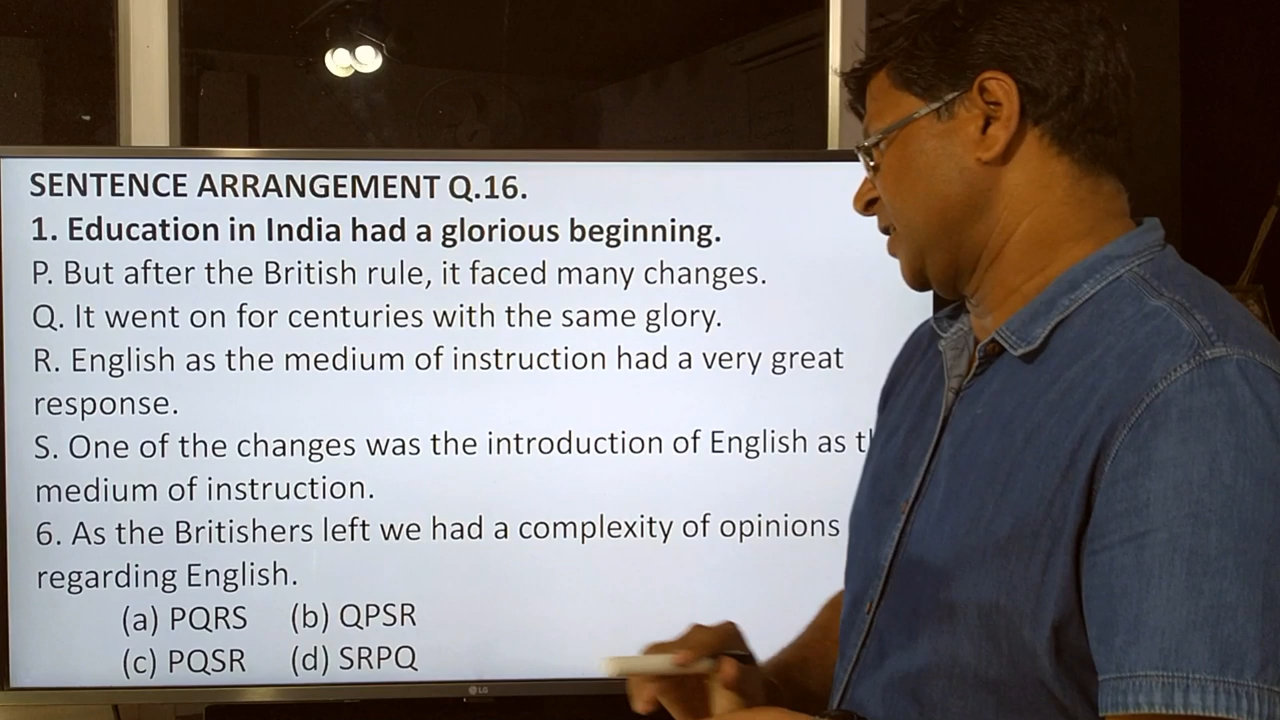 SENTENCE ARRANGEMENT Q.16.
1. Education in India had a glorious beginning.
P. But after the British rule, it faced many changes.
Q. It went on for centuries with the same glory.
R. English as the medium of instruction had a very great
response.
S. One of the changes was the introduction of English as
medium of instruction.
6. As the Britishers left we had a complexity of opinions
regarding English.
(a) PQRS (b) QPSR
(c) PQSR (d) SRPQ
LG